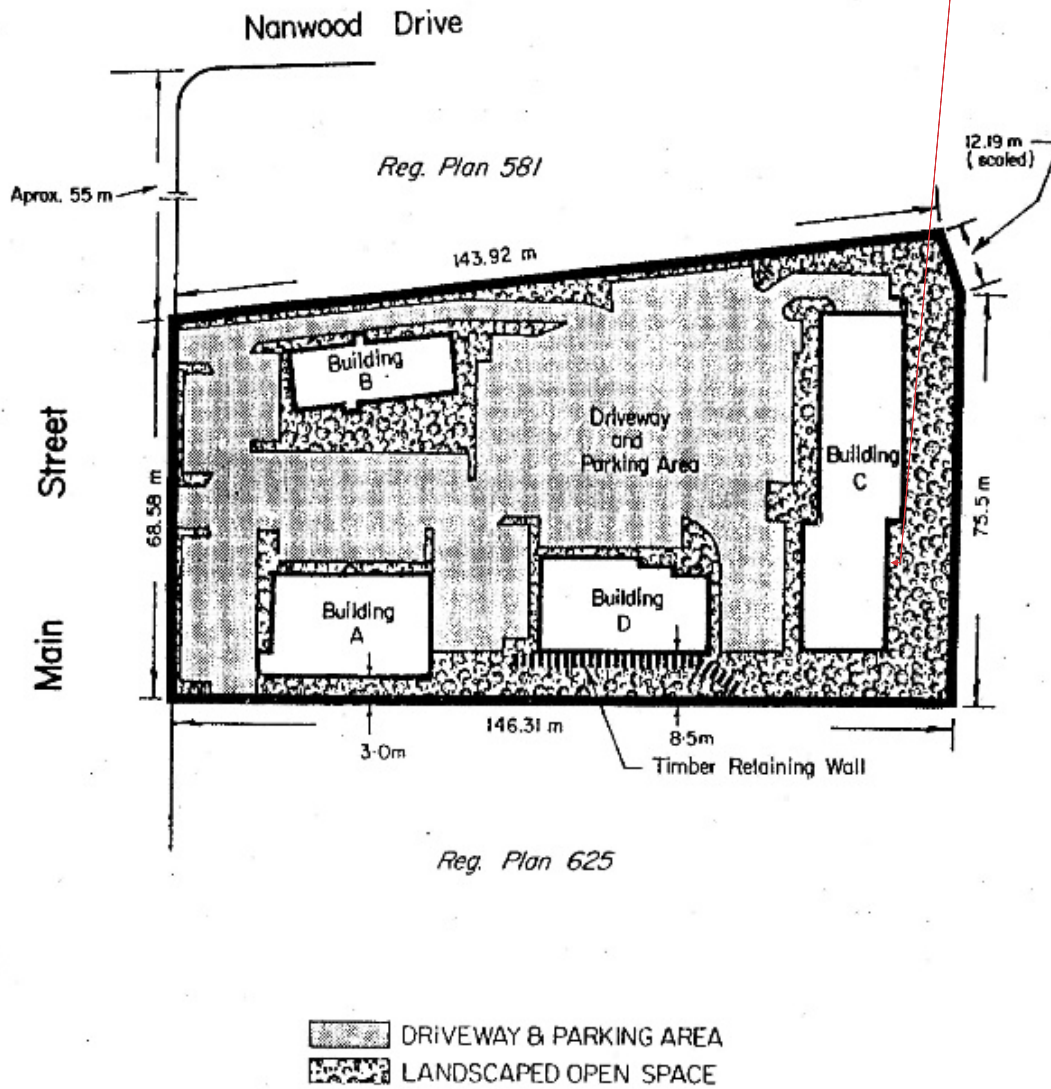 Nanwood Drive
Reg. Plan 581
12.19 m
( scaled)
Aprox. 55 m
143.92 m
Building
B
Driveway
and
Parking Area
Building
C
Main Street
68.58 m
75.5 m
Building
A
Building
D
146.31 m
3.0m
8.5m
Timber Retaining Wall
Reg. Plan 625
DRIVEWAY & PARKING AREA
LANDSCAPED OPEN SPACE